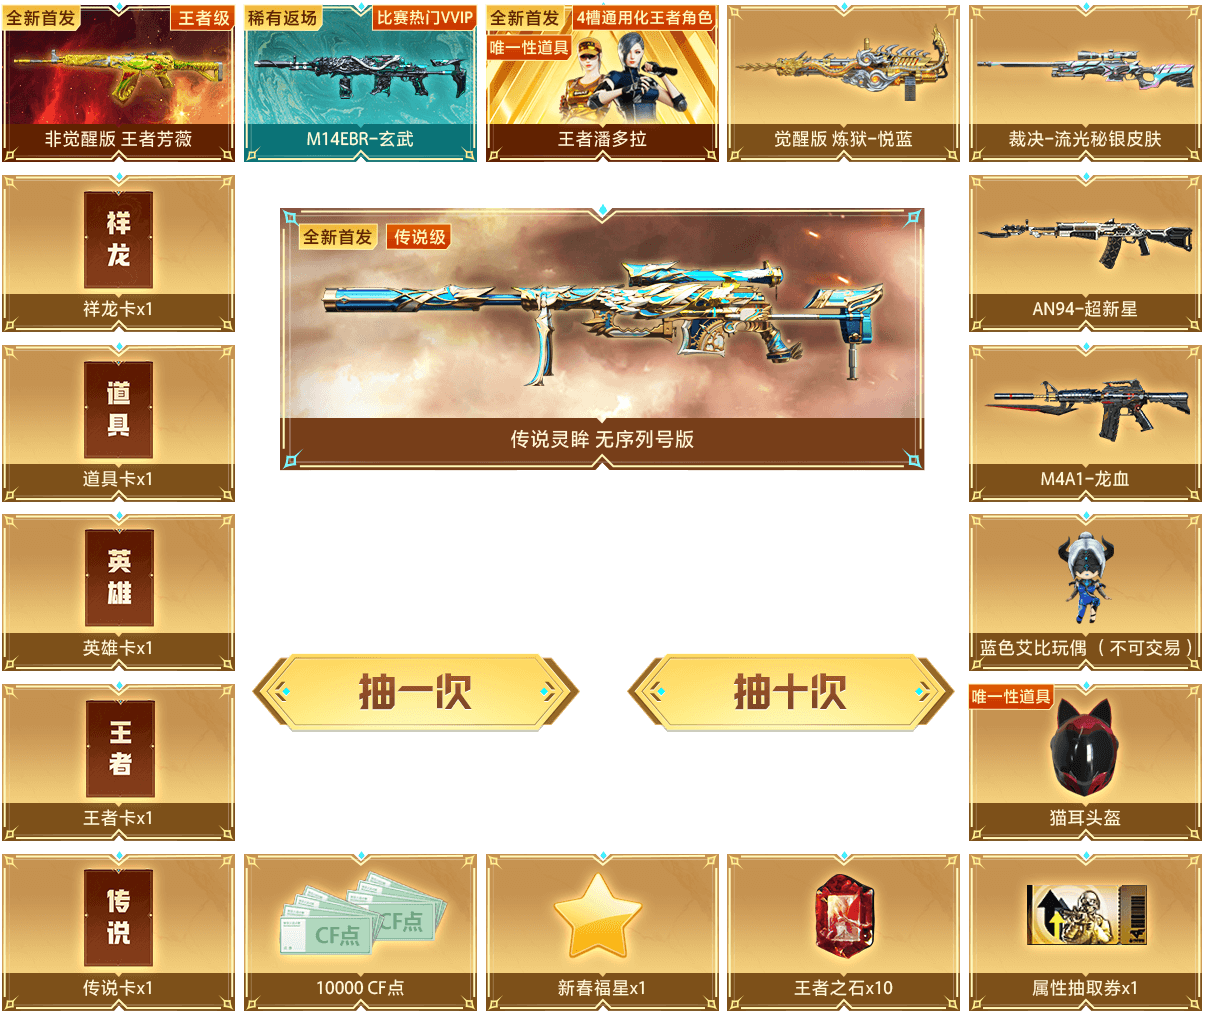 全新首发
王者级
非觉醒版 王者芳薇
稀有返场
比赛热门VVIP
M14EBR-玄武
全新首发
4槽通用化王者角色
唯一性道具
王者潘多拉
觉醒版 炼狱-悦蓝
裁决-流光秘银皮肤
祥龙
祥龙卡x1
全新首发
传说级
传说灵眸 无序列号版
AN94-超新星
道具
道具卡x1
M4A1-龙血
英雄
英雄卡x1
蓝色艾比玩偶（不可交易）
王者
王者卡x1
抽一次
抽十次
唯一性道具
猫耳头盔
传说
传说卡x1
CF点
CF点
10000 CF点
新春福星x1
王者之石x10
属性抽取券x1